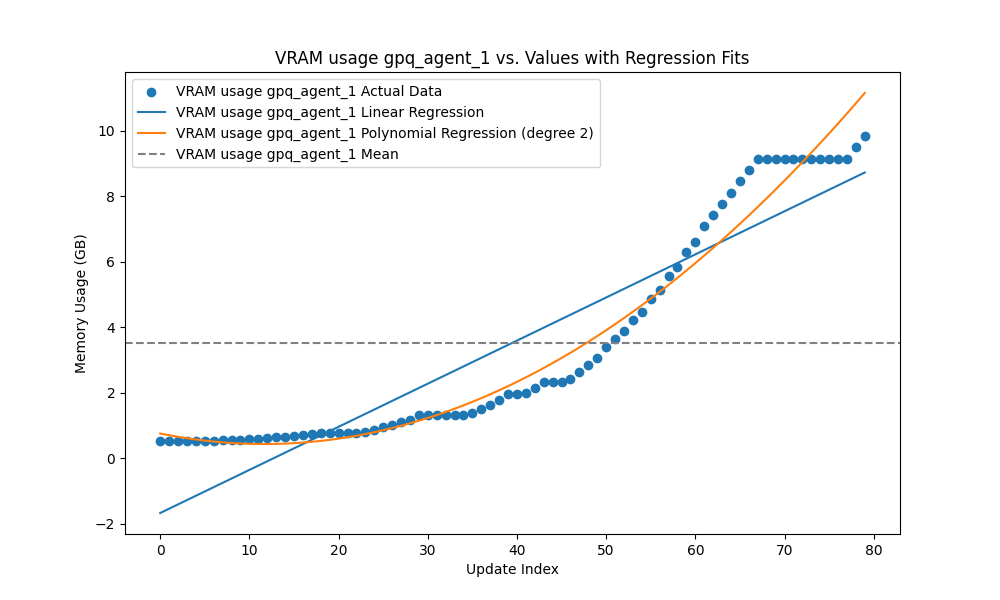 VRAM usage gpq_agent_1 vs. Values with Regression Fits
VRAM usage gpq_agent_1 Actual Data
VRAM usage gpq_agent_1 Linear Regression
VRAM usage gpq_agent_1 Polynomial Regression (degree 2)
VRAM usage gpq_agent_1 Mean
Memory Usage (GB)
10
8
6
4
2
0
−2
0 10 20 30 40 50 60 70 80
Update Index